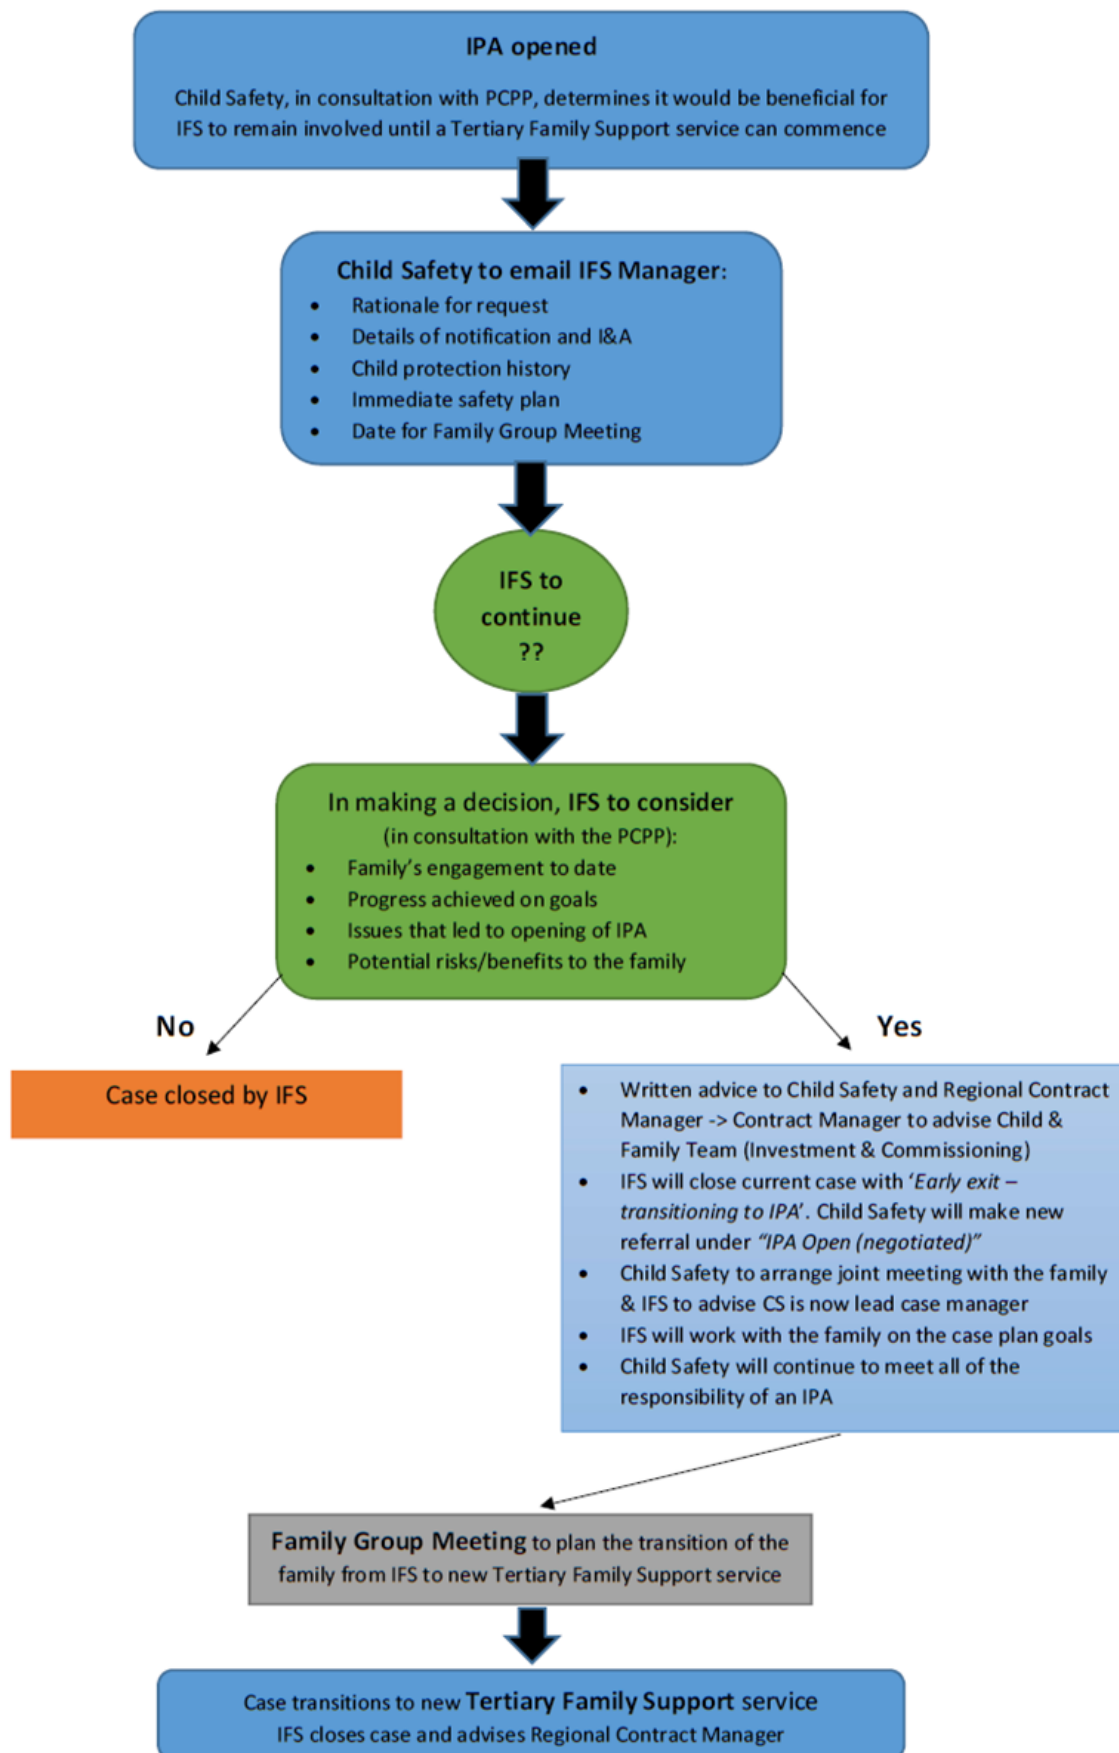 IPA opened
Child Safety, in consultation with PCPP, determines it would be beneficial for
IFS to remain involved until a Tertiary Family Support service can commence
Child Safety to email IFS Manager:
• Rationale for request
• Details of notification and I&A
• Child protection history
• Immediate safety plan
• Date for Family Group Meeting
IFS to
continue
??
In making a decision, IFS to consider
(in consultation with the PCPP):
• Family’s engagement to date
• Progress achieved on goals
• Issues that led to opening of IPA
• Potential risks/benefits to the family
No
Yes
Case closed by IFS
• Written advice to Child Safety and Regional Contract
Manager -> Contract Manager to advise Child &
Family Team (Investment & Commissioning)
• IFS will close current case with ‘Early exit –
transitioning to IPA’. Child Safety will make new
referral under “IPA Open (negotiated)”
• Child Safety to arrange joint meeting with the family
& IFS to advise CS is now lead case manager
• IFS will work with the family on the case plan goals
• Child Safety will continue to meet all of the
responsibility of an IPA
Family Group Meeting to plan the transition of the
family from IFS to new Tertiary Family Support service
Case transitions to new Tertiary Family Support service
IFS closes case and advises Regional Contract Manager